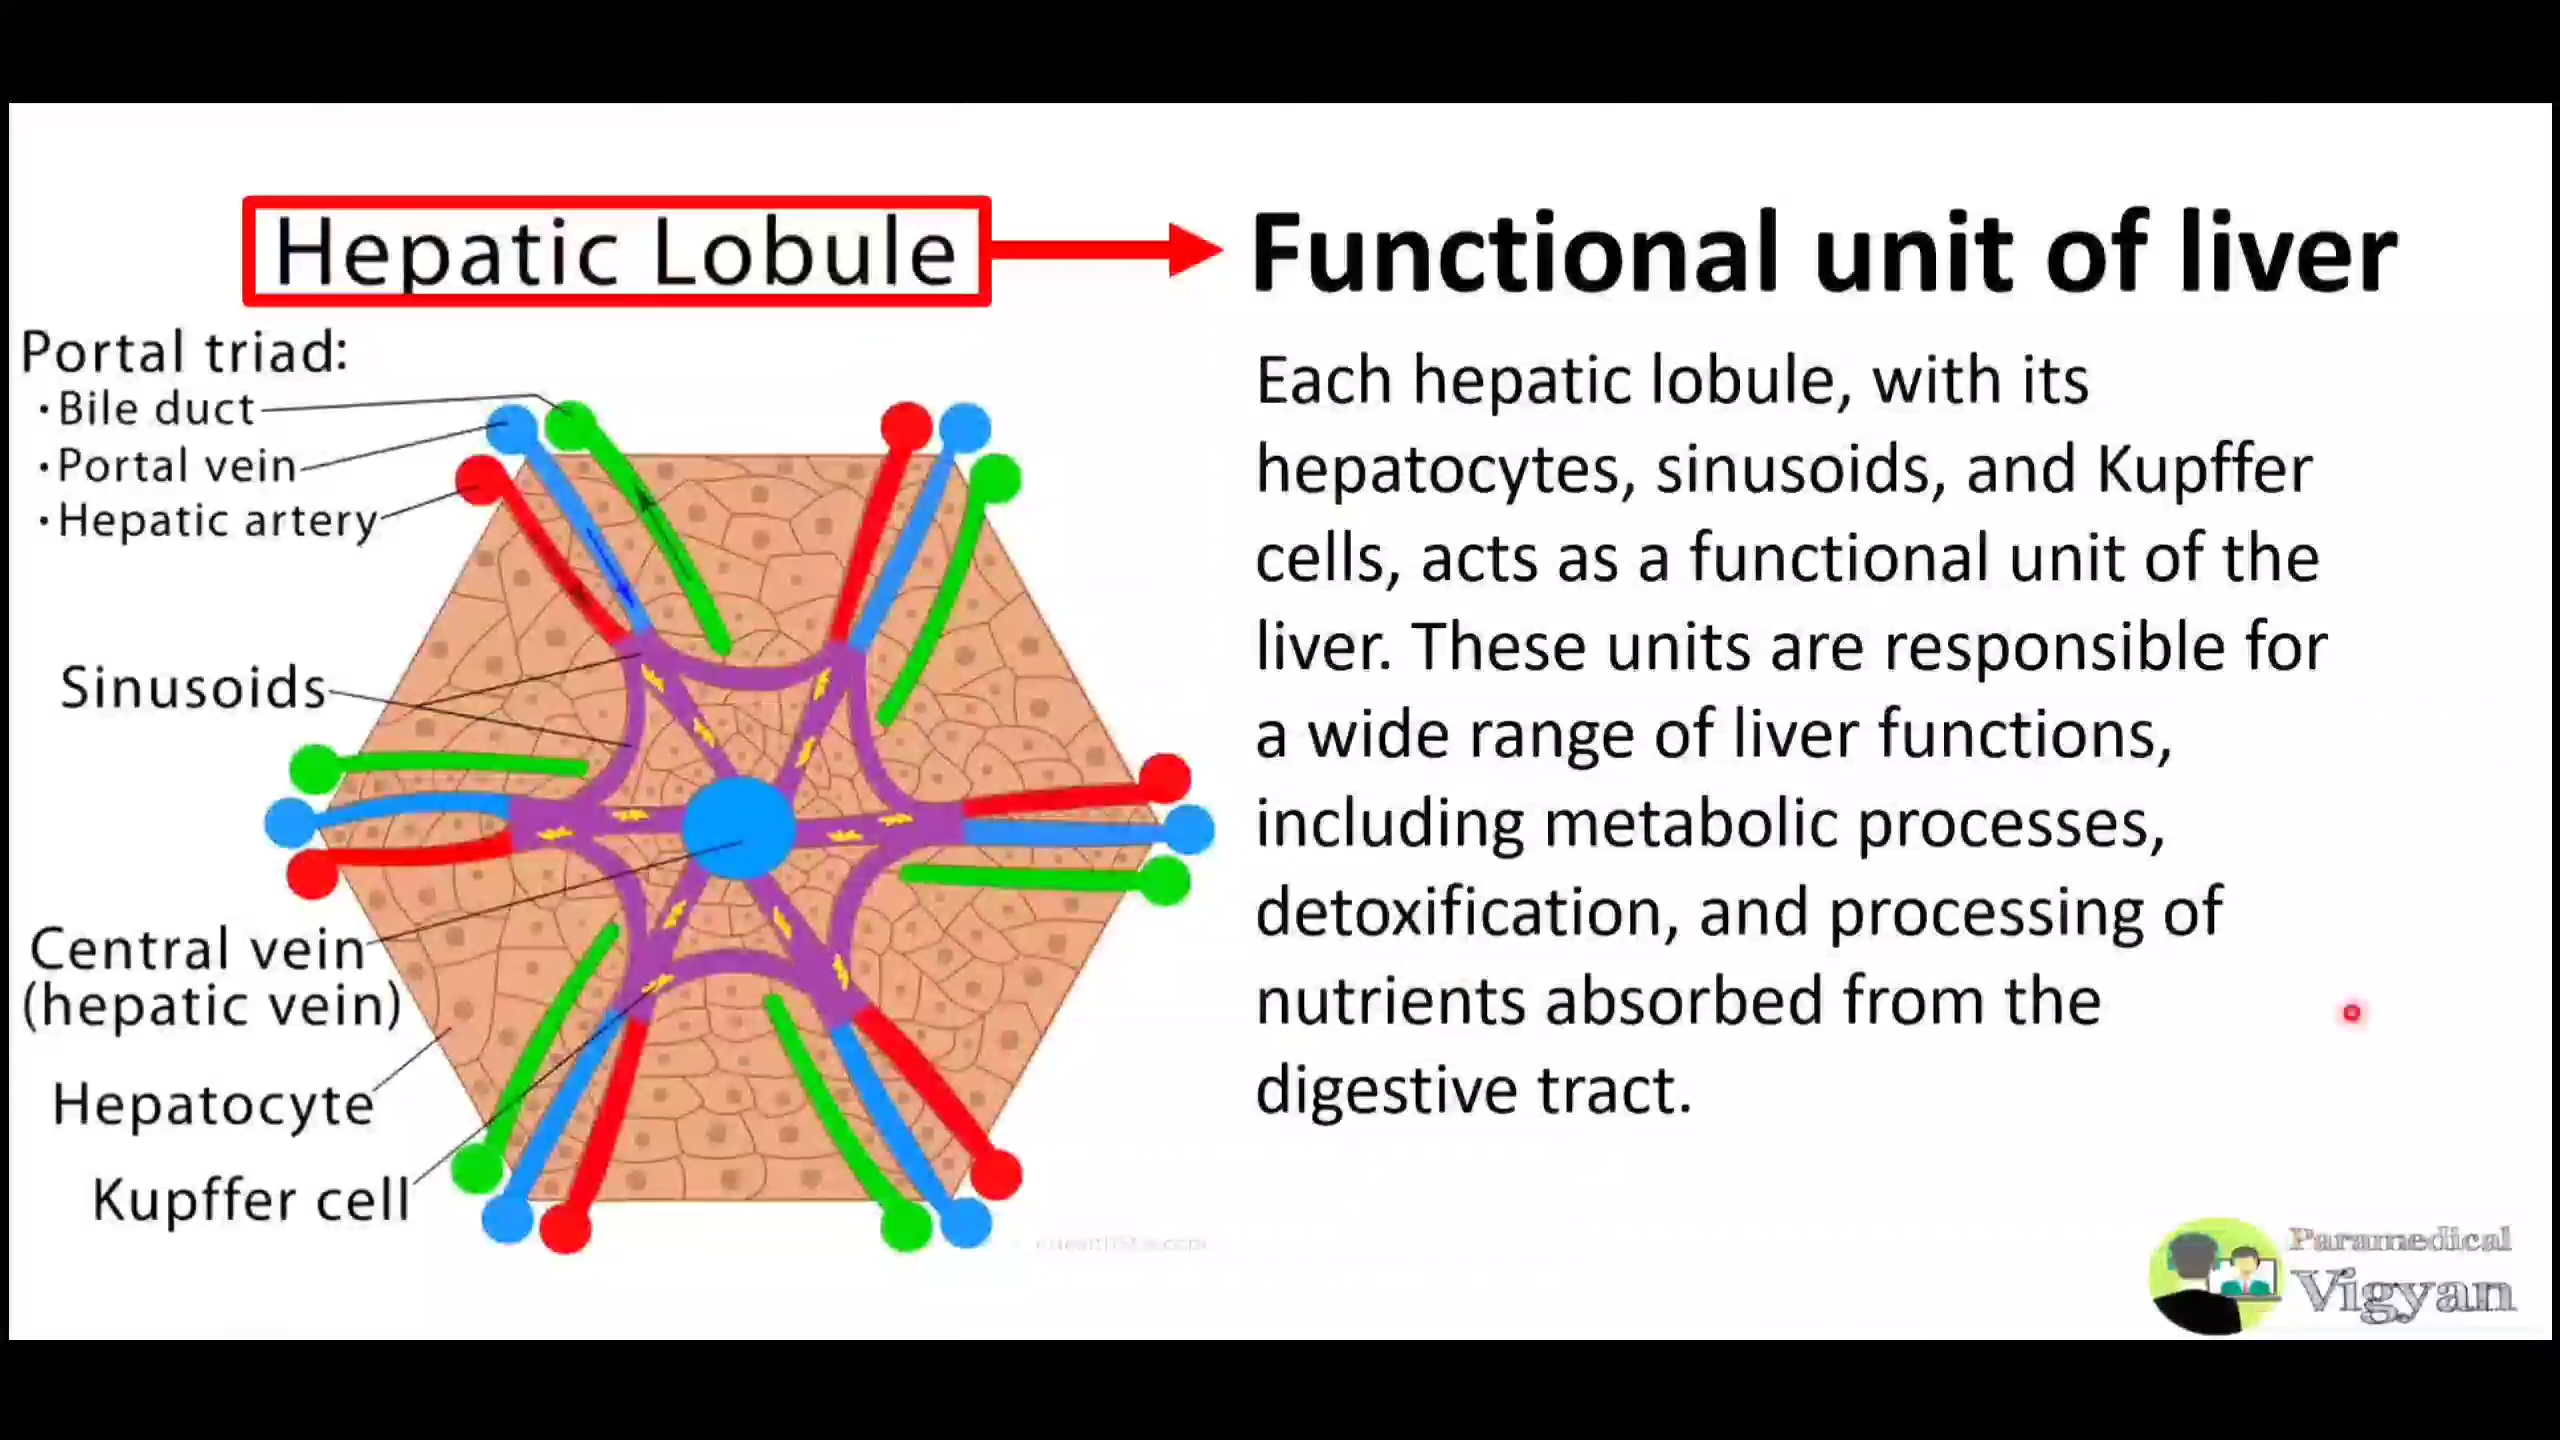 Hepatic Lobule
Functional unit of liver
Portal triad:
•Bile duct
•Portal vein
•Hepatic artery
Sinusoids
Central vein
(hepatic vein)
Hepatocyte
Kupffer cell
Each hepatic lobule, with its
hepatocytes, sinusoids, and Kupffer
cells, acts as a functional unit of the
liver. These units are responsible for
a wide range of liver functions,
including metabolic processes,
detoxification, and processing of
nutrients absorbed from the
digestive tract.
Paramedical
Vigyan